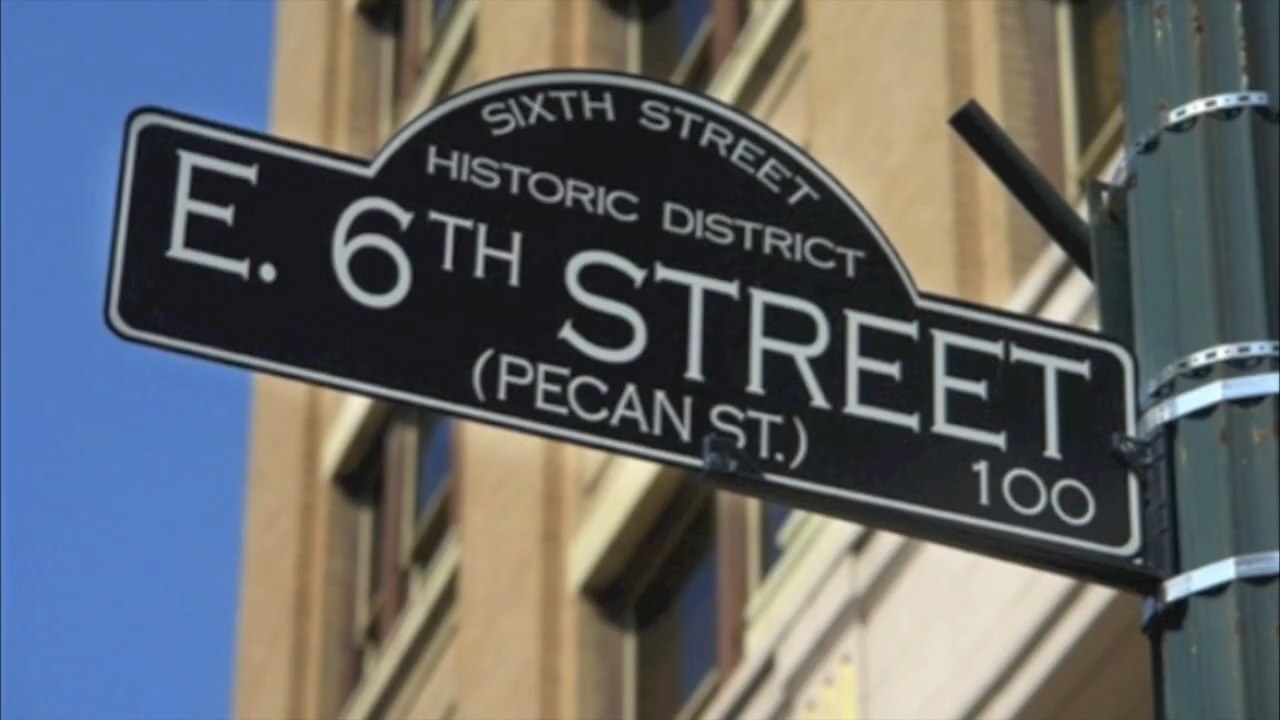 SIXTH STREET
HISTORIC DISTRICT
E. 6TH STREET
(PECAN ST.)
100